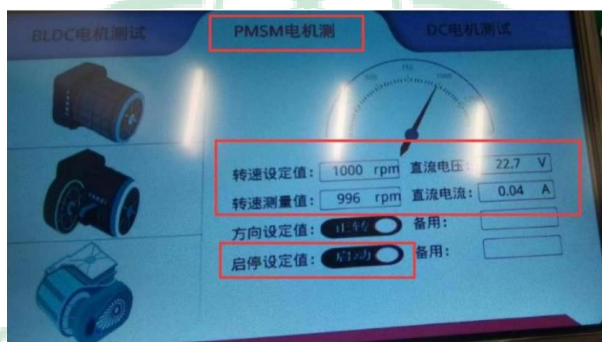 BLDC电机测试
PMSM电机测
DC电机测试
500
1000
转速设定值： 1000 rpm 直流电压： 22.7 V
转速测量值： 996 rpm 直流电流： 0.04 A
方向设定值： 正转 备用：
启停设定值： 启动 备用：